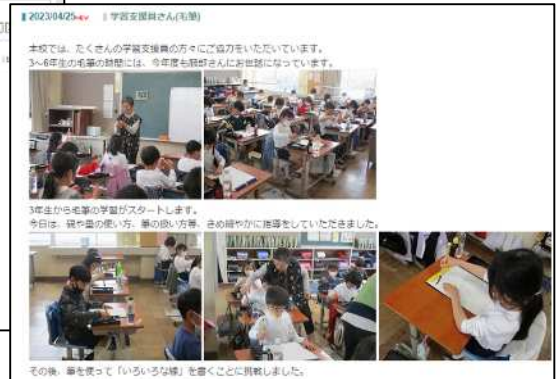 2023/04/25 NEW 学習支援員さん(毛筆)
本校では、たくさんの学習支援員の方々にご協力をいただいています。
3~6年生の毛筆の時間には、今年度も服部さんにお世話になっています。
3年生から毛筆の学習がスタートします。
今日は、硯や墨の使い方、筆の扱い方等、きめ細やかに指導をしていただきました。
その後、筆を使って「いろいろな線」を書くことに挑戦しました。